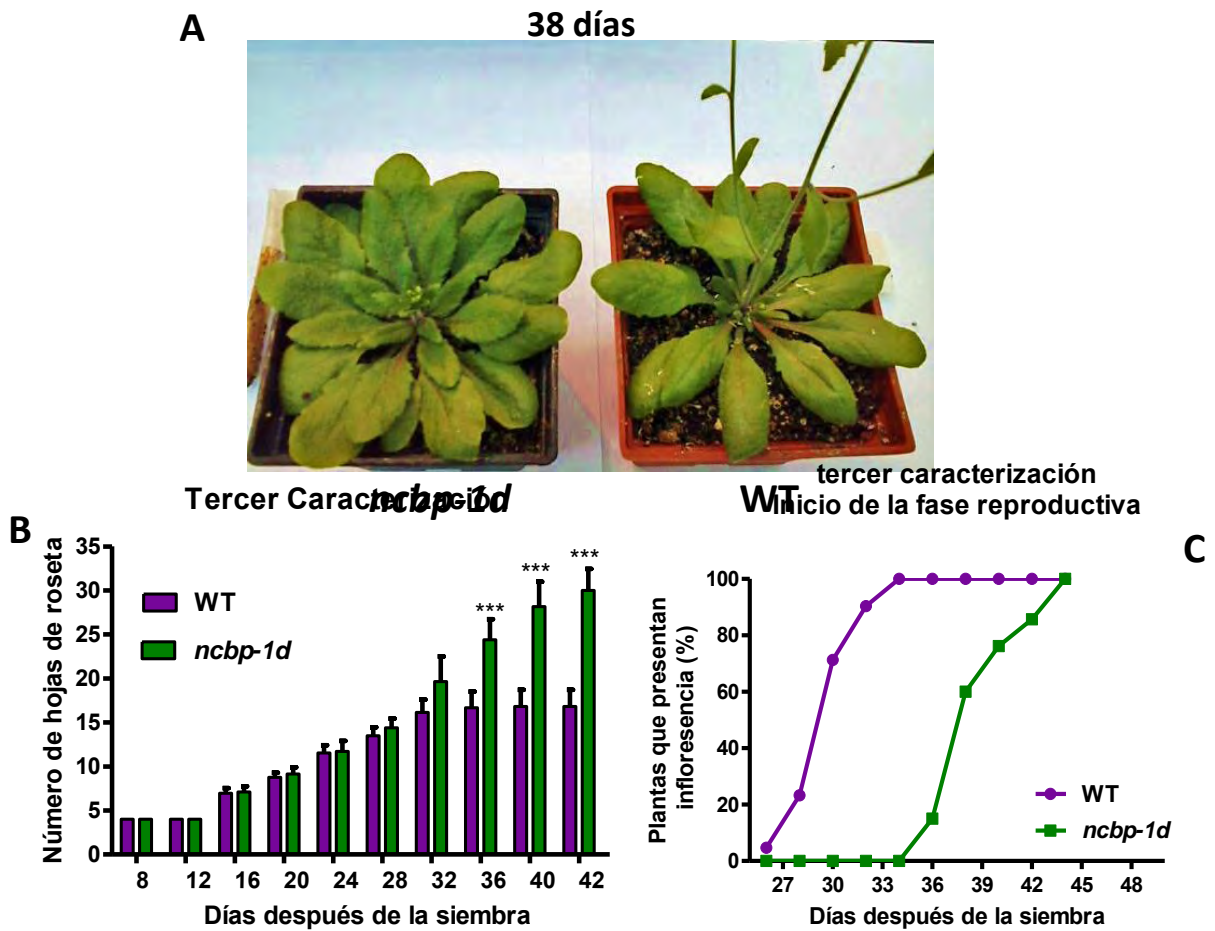 A
38 días
Tercer Caracterización
ncbp-1d
WT
tercer caracterización
inicio de la fase reproductiva
B
Número de hojas de roseta
35
30
25
20
15
10
5
0
WT
ncbp-1d
***
***
***
8 12 16 20 24 28 32 36 40 42
Días después de la siembra
C
Plantas que presentan
infloresencia (%)
100
80
60
40
20
0
WT
ncbp-1d
27 30 33 36 39 42 45 48
Días después de la siembra